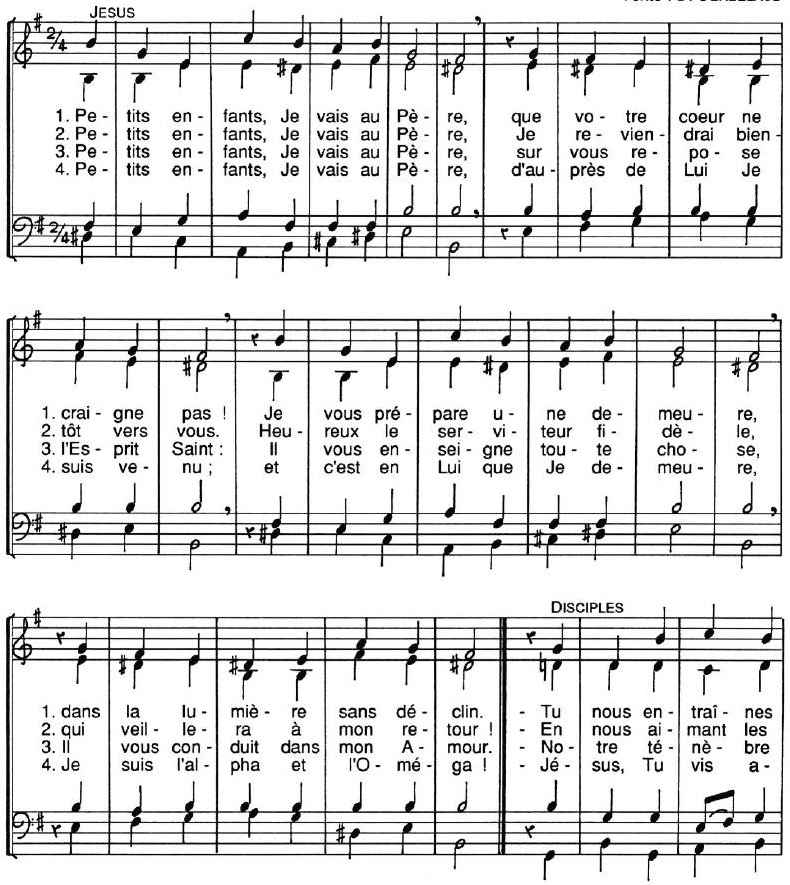 JESUS
2/4
1. Pe - tits en - fants, Je vais au Pè - re, que vo - tre coeur ne
2. Pe - tits en - fants, Je vais au Pè - re, Je re - vien - drai bien -
3. Pe - tits en - fants, Je vais au Pè - re, sur vous re - po - se
4. Pe - tits en - fants, Je vais au Pè - re, d'au - près de Lui Je
2/4
1. crai - gne pas ! Je vous pré - pare u - ne de - meu - re,
2. tôt vers vous. Heu - reux le ser - vi - teur fi - dè - le,
3. l'Es - prit Saint : Il vous en - sei - gne tou - te cho - se,
4. suis ve - nu ; et c'est en Lui que Je de - meu - re,
DISCIPLES
1. dans la lu - miè - re sans dé - clin. - Tu nous en - traî - nes
2. qui veil - le - ra à mon re - tour ! - En nous ai - mant les
3. Il vous con - duit dans mon A - mour. - No - tre té - nè - bre
4. Je suis l'al - pha et l'O - mé - ga ! - Jé - sus, Tu vis a -